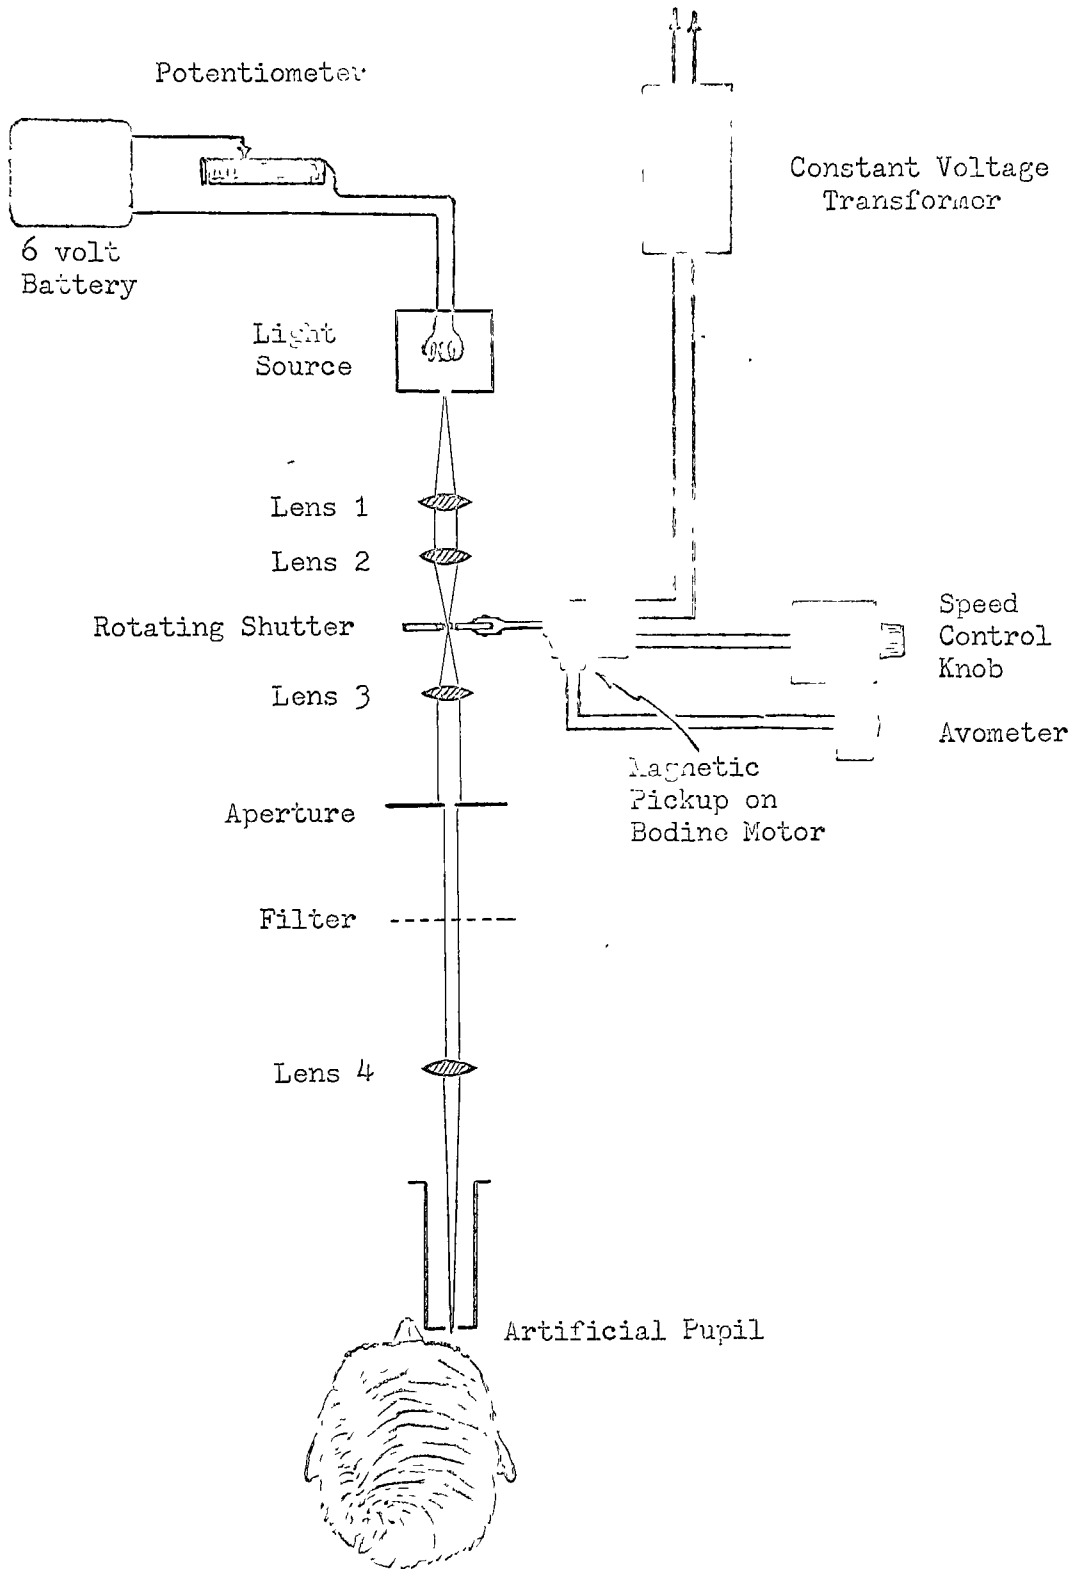 Potentiometer
Constant Voltage
Transformer
6 volt
Battery
Light
Source
Lens 1
Lens 2
Rotating Shutter
Speed
Control
Knob
Lens 3
Avometer
Magnetic
Pickup on
Bodine Motor
Aperture
Filter
Lens 4
Artificial Pupil